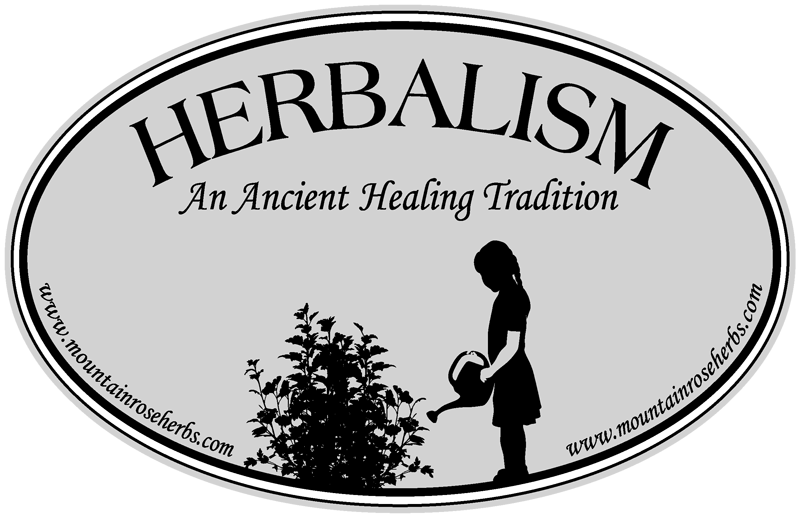 HERBALISM
An Ancient Healing Tradition
www.mountainroseherbs.com
www.mountainroseherbs.com